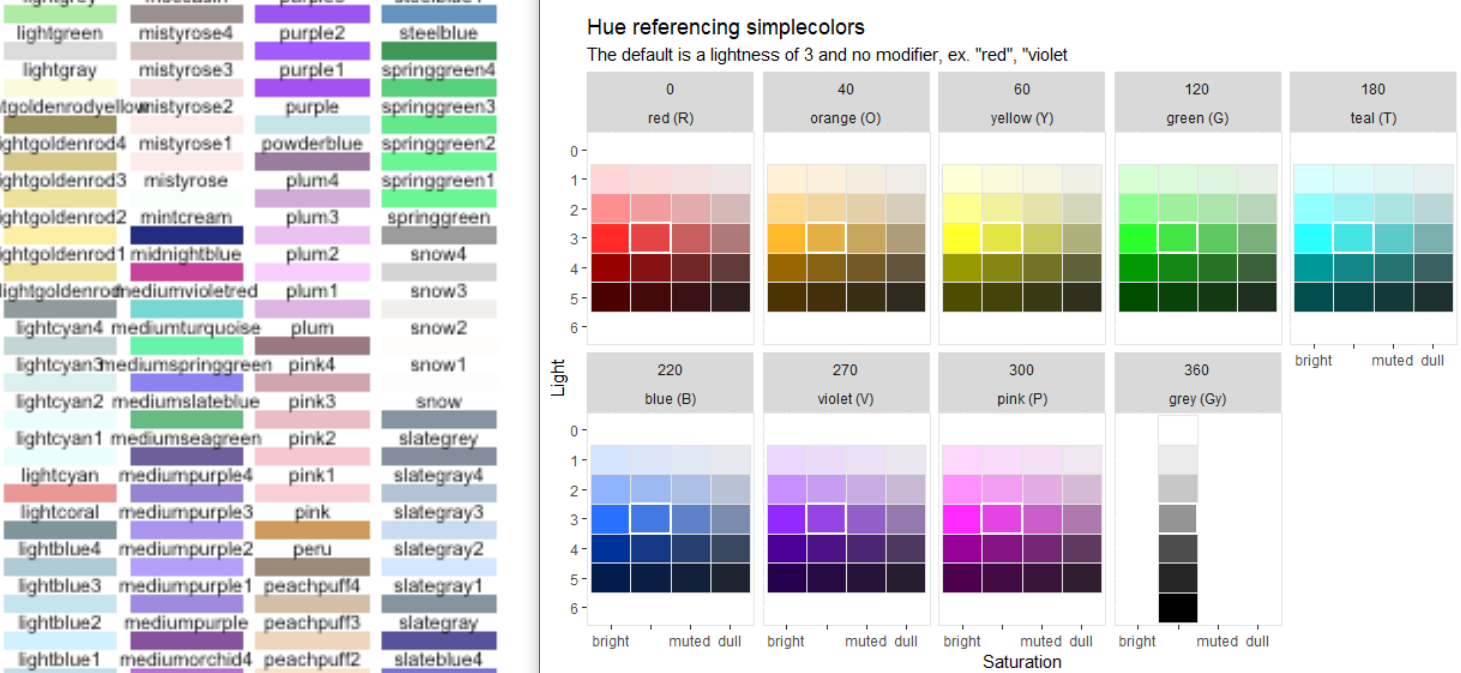 lightgreen mistyrose4 purple2 steelblue
lightgray mistyrose3 purple1 springgreen4
tgoldenrodyellow mistyrose2 purple springgreen3
ghtgoldenrod4 mistyrose1 powderblue springgreen2
ghtgoldenrod3 mistyrose plum4 springgreen1
ghtgoldenrod2 mintcream plum3 springgreen
ghtgoldenrod1 midnightblue plum2 snow4
lightgoldenrod mediumvioletred plum1 snow3
lightcyan4 mediumturquoise plum snow2
lightcyan3 mediumspringgreen pink4 snow1
lightcyan2 mediumslateblue pink3 snow
lightcyan1 mediumseagreen pink2 slategrey
lightcyan mediumpurple4 pink1 slategray4
lightcoral mediumpurple3 pink slategray3
lightblue4 mediumpurple2 peru slategray2
lightblue3 mediumpurple1 peachpuff4 slategray1
lightblue2 mediumpurple peachpuff3 slategray
lightblue1 mediumorchid4 peachpuff2 slateblue4
Hue referencing simplecolors
The default is a lightness of 3 and no modifier, ex. "red", "violet
0 40 60 120 180
red (R) orange (O) yellow (Y) green (G) teal (T)
0
1
2
3
4
5
6
bright muted dull
Light
220 270 300 360
blue (B) violet (V) pink (P) grey (Gy)
0
1
2
3
4
5
6
bright muted dull bright muted dull bright muted dull bright muted dull
Saturation